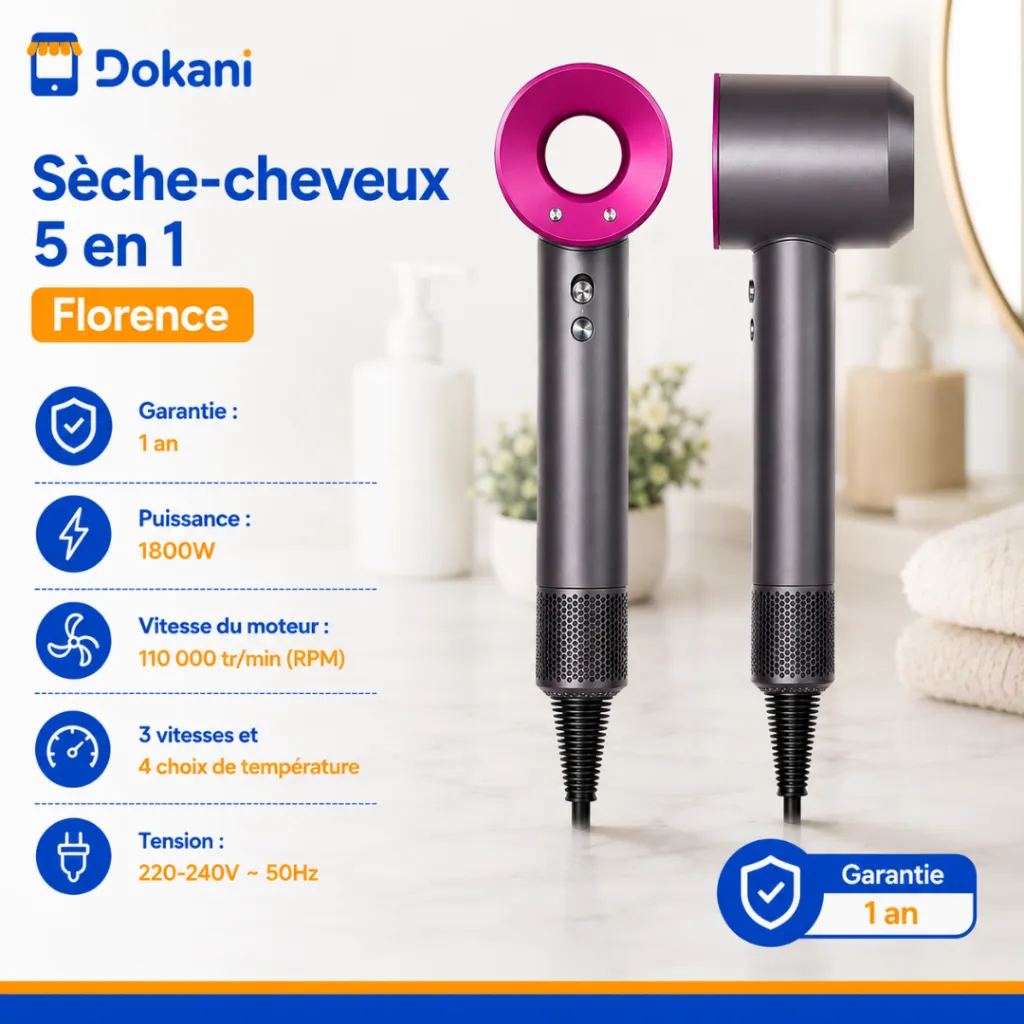 Dokani
Sèche-cheveux
5 en 1
Florence
Garantie :
1 an
Puissance :
1800W
Vitesse du moteur :
110 000 tr/min (RPM)
3 vitesses et
4 choix de température
Tension :
220-240V ~ 50Hz
Garantie
1 an